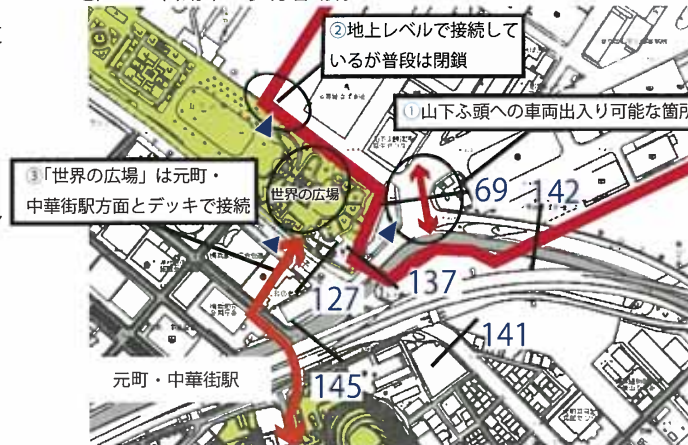 ②地上レベルで接続して
いるが普段は閉鎖
①山下ふ頭への車両出入り可能な箇所
③「世界の広場」は元町・
中華街駅方面とデッキで接続
世界の広場
69
142
127
137
141
元町・中華街駅
145